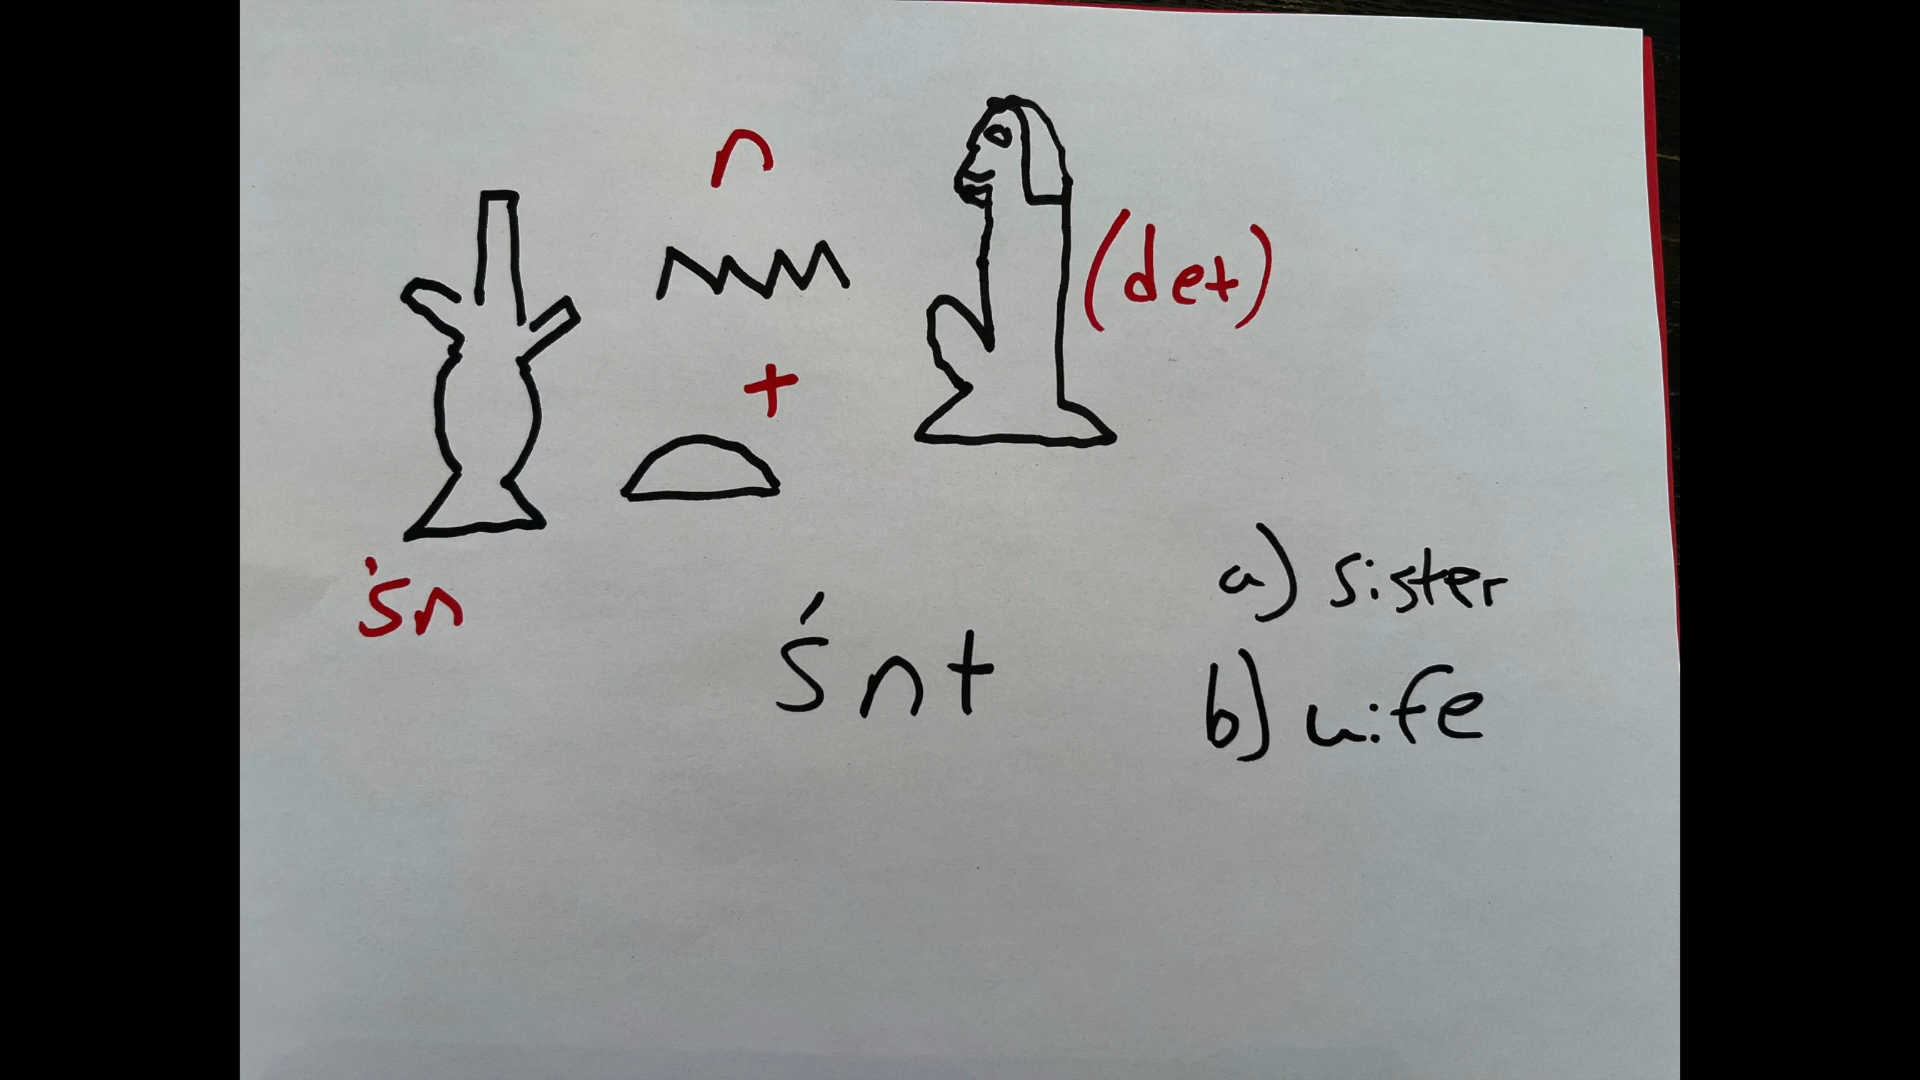 n
𓌢 𓈖 𓁐 (det)
t
𓏏
śn
śnt
a) sister
b) wife